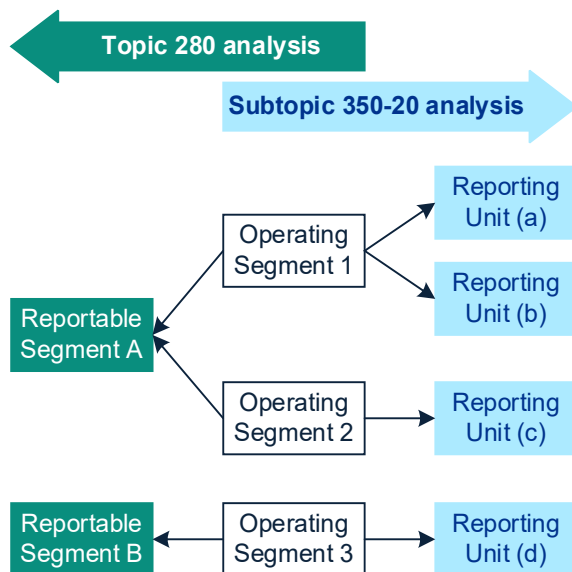 Topic 280 analysis
Subtopic 350-20 analysis
Reporting
Unit (a)
Operating
Segment 1
Reporting
Unit (b)
Reportable
Segment A
Operating
Segment 2
Reporting
Unit (c)
Reportable
Segment B
Operating
Segment 3
Reporting
Unit (d)